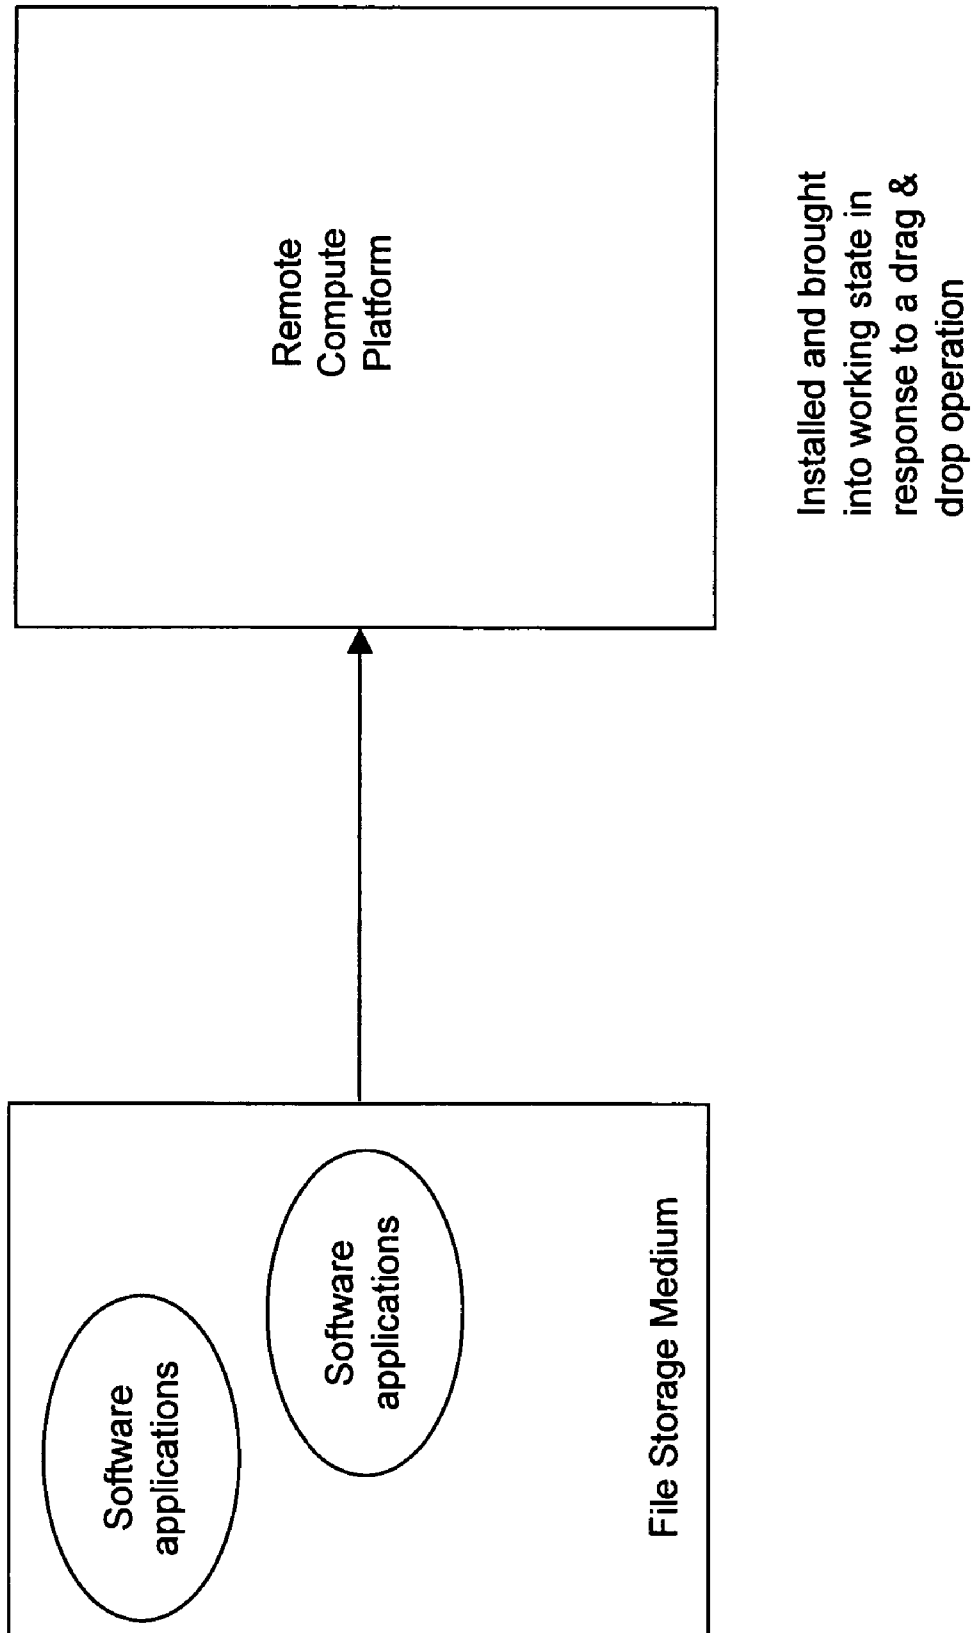 Software
applications
Software
applications
File Storage Medium
Remote
Compute
Platform
Installed and brought
into working state in
response to a drag &
drop operation